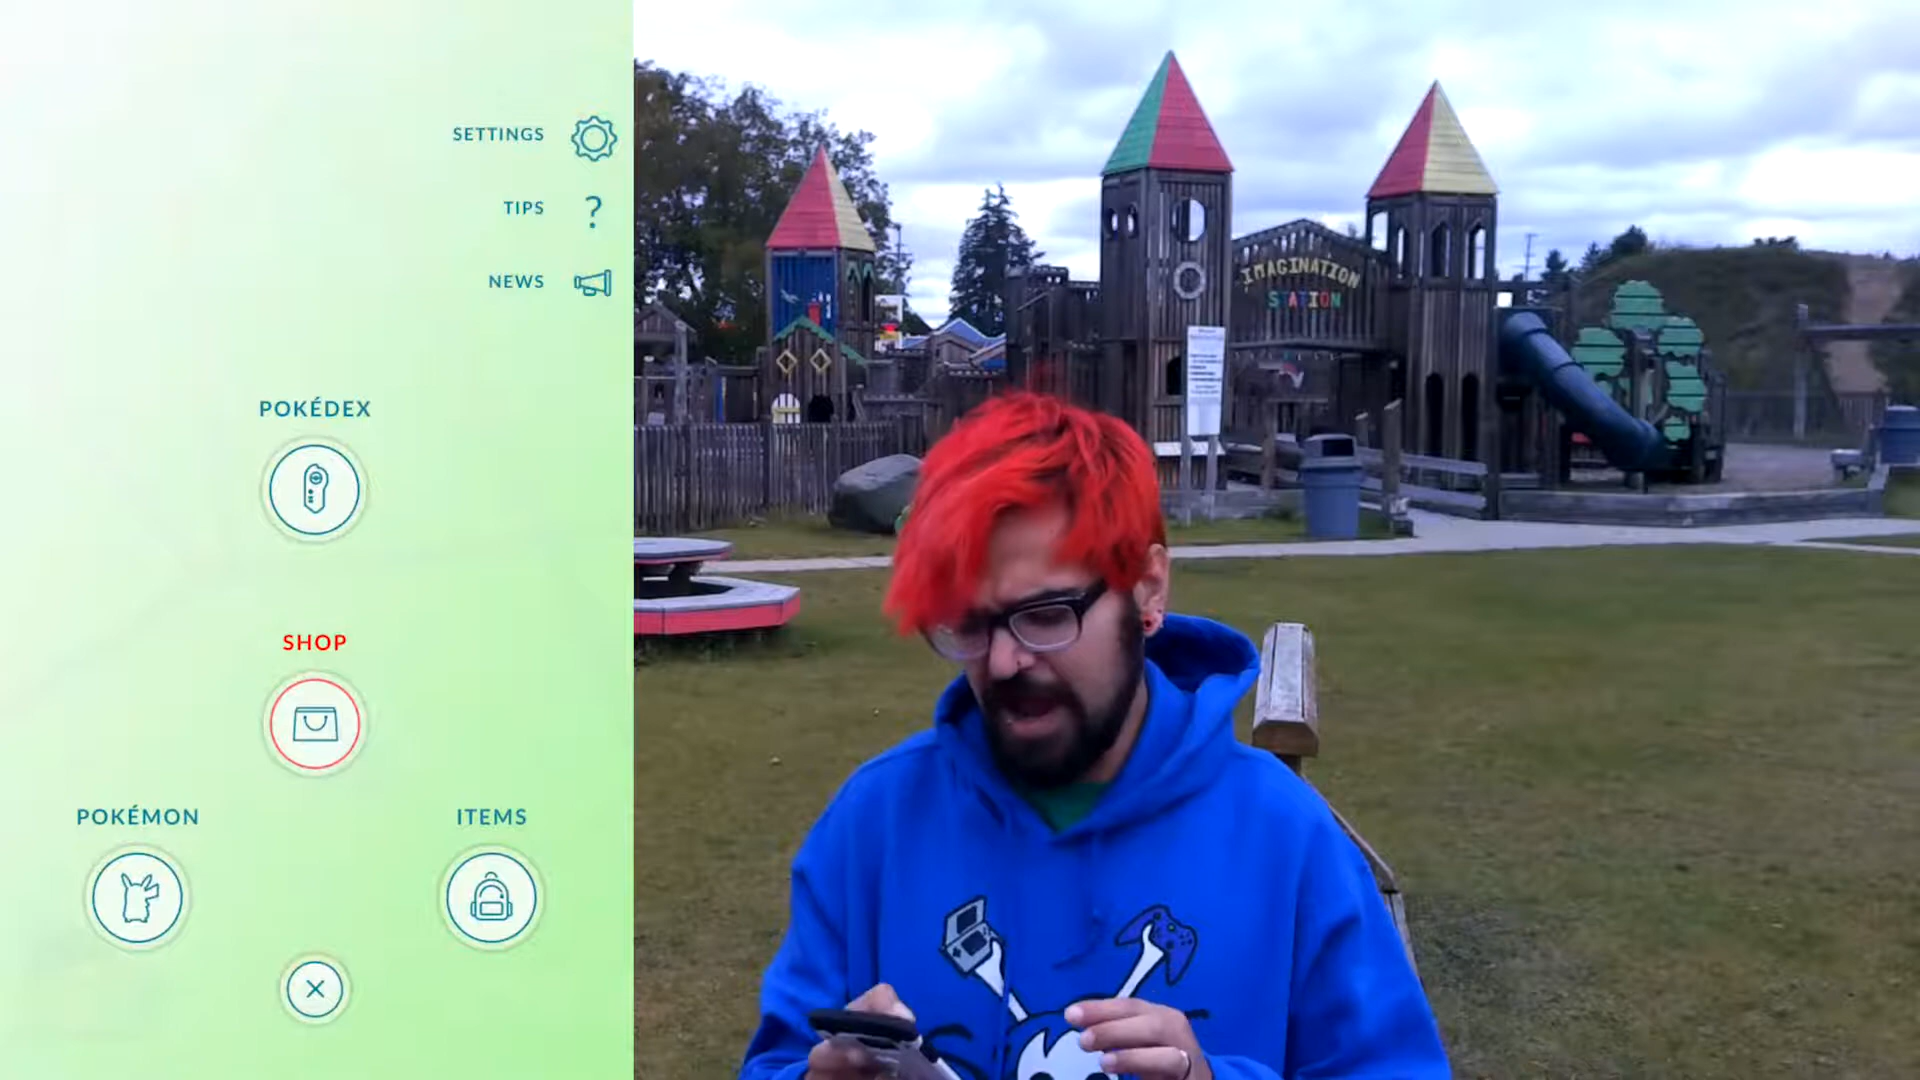 SETTINGS
TIPS
?
NEWS
POKÉDEX
SHOP
POKÉMON
ITEMS
IMAGINATION
STATION